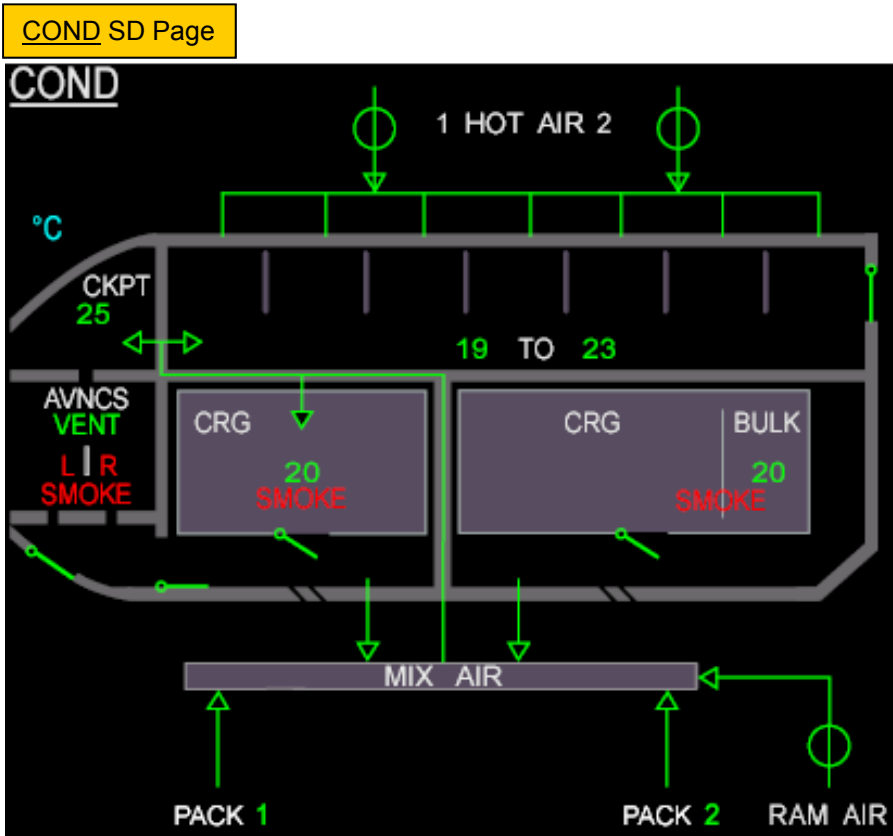 COND SD Page
COND
1 HOT AIR 2
°C
CKPT
25
19 TO 23
AVNCS
VENT
L R
SMOKE
CRG
20
SMOKE
CRG
BULK
20
SMOKE
MIX AIR
PACK 1
PACK 2
RAM AIR